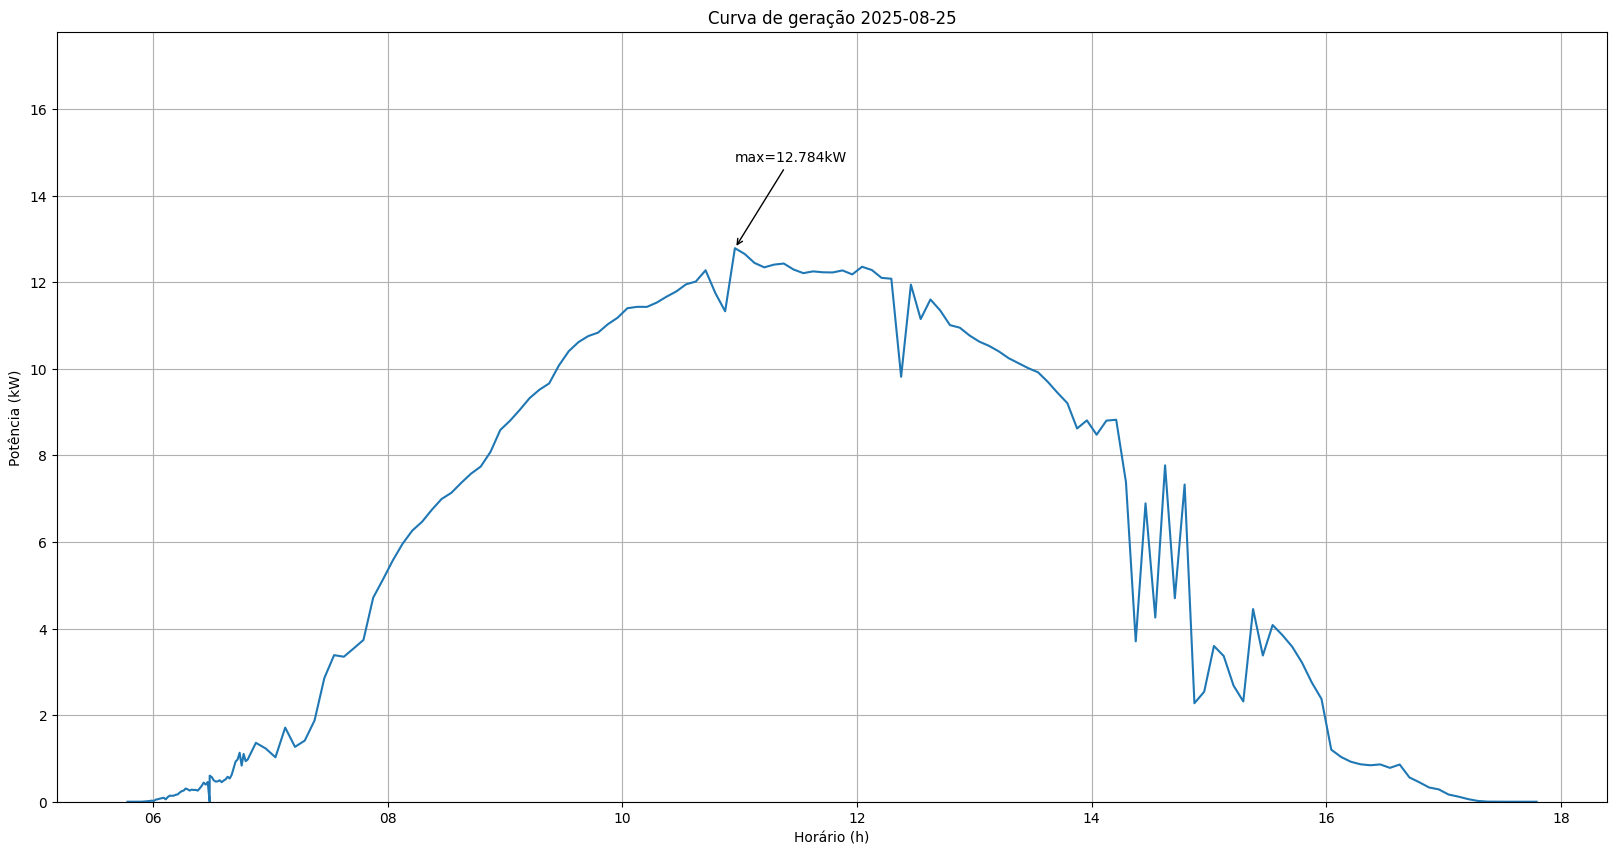 Curva de geração 2025-08-25
16
max=12.784kW
14
12
10
Potência (kW)
8
6
4
2
0
06 08 10 12 14 16 18
Horário (h)